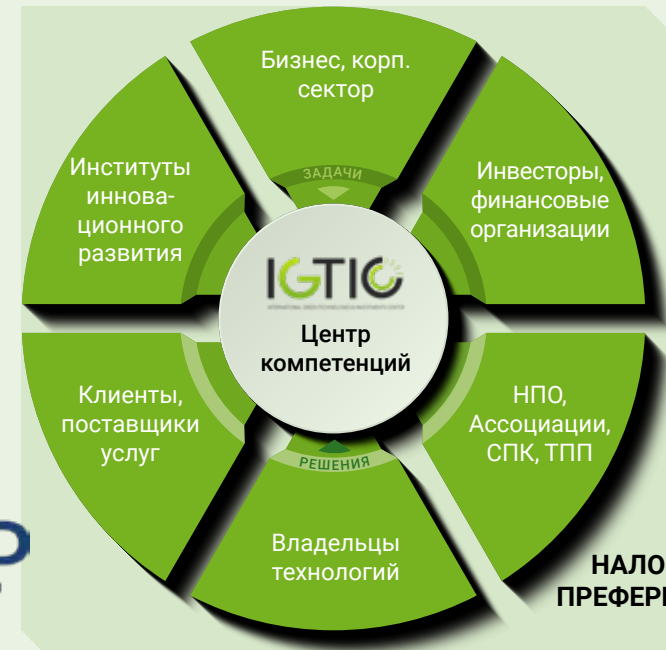 Бизнес, корп.
сектор
Институты
иннова-
ционного
развития
ЗАДАЧИ
Инвесторы,
финансовые
организации
IGTIC
Центр
компетенций
Клиенты,
поставщики
услуг
НПО,
Ассоциации,
СПК, ТПП
РЕШЕНИЯ
Владельцы
технологий
НАЛО
ПРЕФЕРЕ